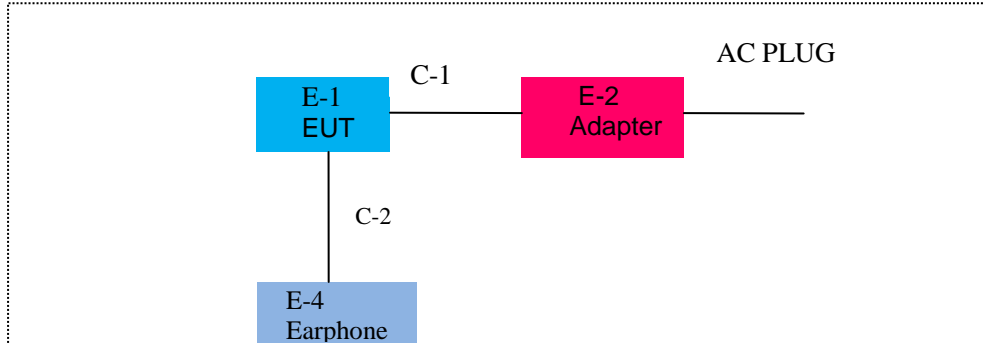 AC PLUG
C-1
E-1
EUT
E-2
Adapter
C-2
E-4
Earphone